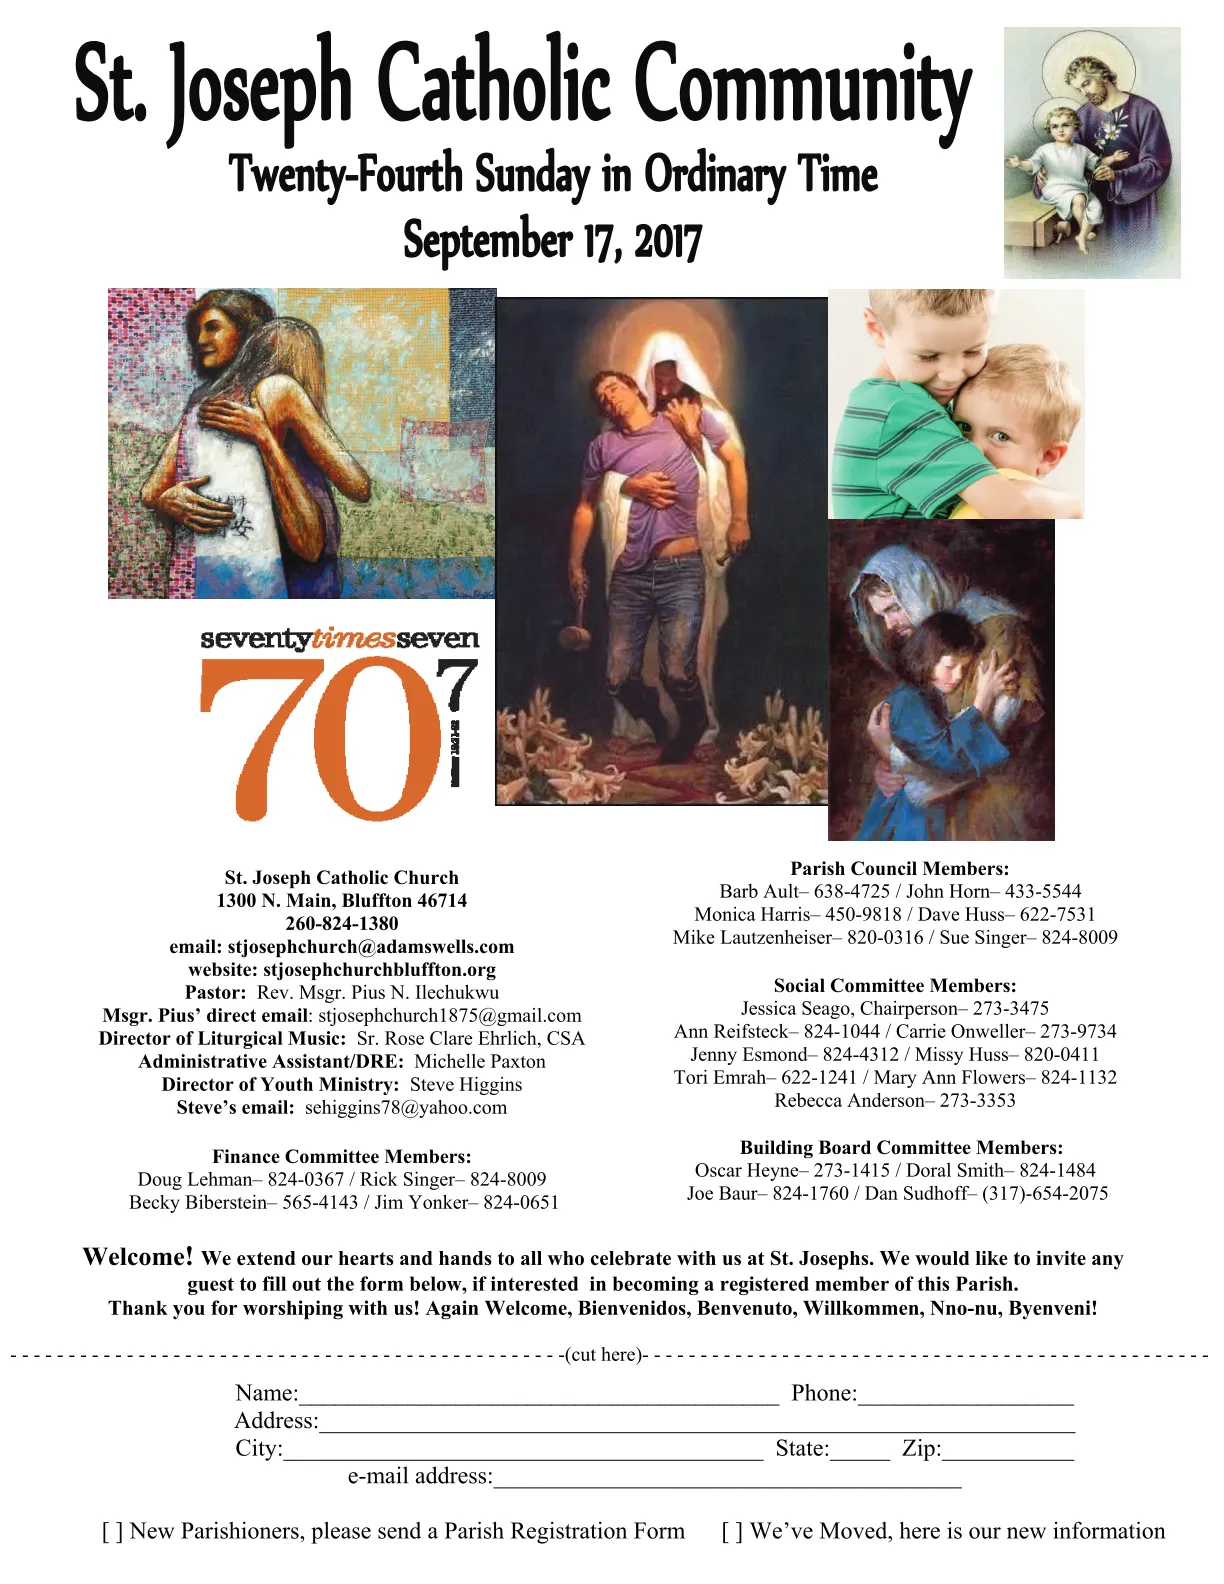 St. Joseph Catholic Community
Twenty-Fourth Sunday in Ordinary Time
September 17, 2017
seventytimesseven
70
7
St. Joseph Catholic Church
1300 N. Main, Bluffton 46714
260-824-1380
email: stjosephchurch@adamswells.com
website: stjosephchurchbluffton.org
Pastor: Rev. Msgr. Pius N. Ilechukwu
Msgr. Pius’ direct email: stjosephchurch1875@gmail.com
Director of Liturgical Music: Sr. Rose Clare Ehrlich, CSA
Administrative Assistant/DRE: Michelle Paxton
Director of Youth Ministry: Steve Higgins
Steve’s email: sehiggins78@yahoo.com
Finance Committee Members:
Doug Lehman– 824-0367 / Rick Singer– 824-8009
Becky Biberstein– 565-4143 / Jim Yonker– 824-0651
Parish Council Members:
Barb Ault– 638-4725 / John Horn– 433-5544
Monica Harris– 450-9818 / Dave Huss– 622-7531
Mike Lautzenheiser– 820-0316 / Sue Singer– 824-8009
Social Committee Members:
Jessica Seago, Chairperson– 273-3475
Ann Reifsteck– 824-1044 / Carrie Onweller– 273-9734
Jenny Esmond– 824-4312 / Missy Huss– 820-0411
Tori Emrah– 622-1241 / Mary Ann Flowers– 824-1132
Rebecca Anderson– 273-3353
Building Board Committee Members:
Oscar Heyne– 273-1415 / Doral Smith– 824-1484
Joe Baur– 824-1760 / Dan Sudhoff– (317)-654-2075
Welcome! We extend our hearts and hands to all who celebrate with us at St. Josephs. We would like to invite any
guest to fill out the form below, if interested in becoming a registered member of this Parish.
Thank you for worshiping with us! Again Welcome, Bienvenidos, Benvenuto, Willkommen, Nno-nu, Byenveni!
(cut here)
Name: Phone:
Address:
City: State: Zip:
e-mail address:
[ ] New Parishioners, please send a Parish Registration Form [ ] We’ve Moved, here is our new information